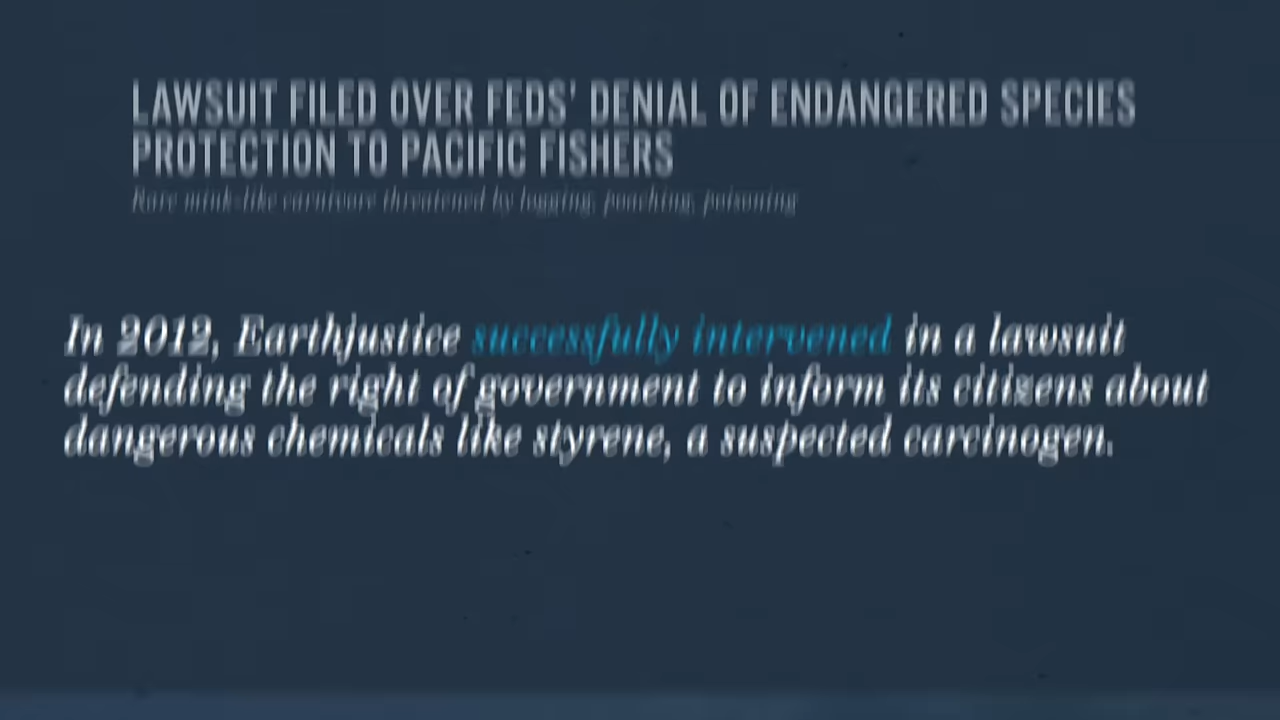 LAWSUIT FILED OVER FEDS' DENIAL OF ENDANGERED SPECIES
PROTECTION TO PACIFIC FISHERS
Rare mink-like carnivore threatened by logging, poaching, poisoning
In 2012, Earthjustice successfully intervened in a lawsuit
defending the right of government to inform its citizens about
dangerous chemicals like styrene, a suspected carcinogen.